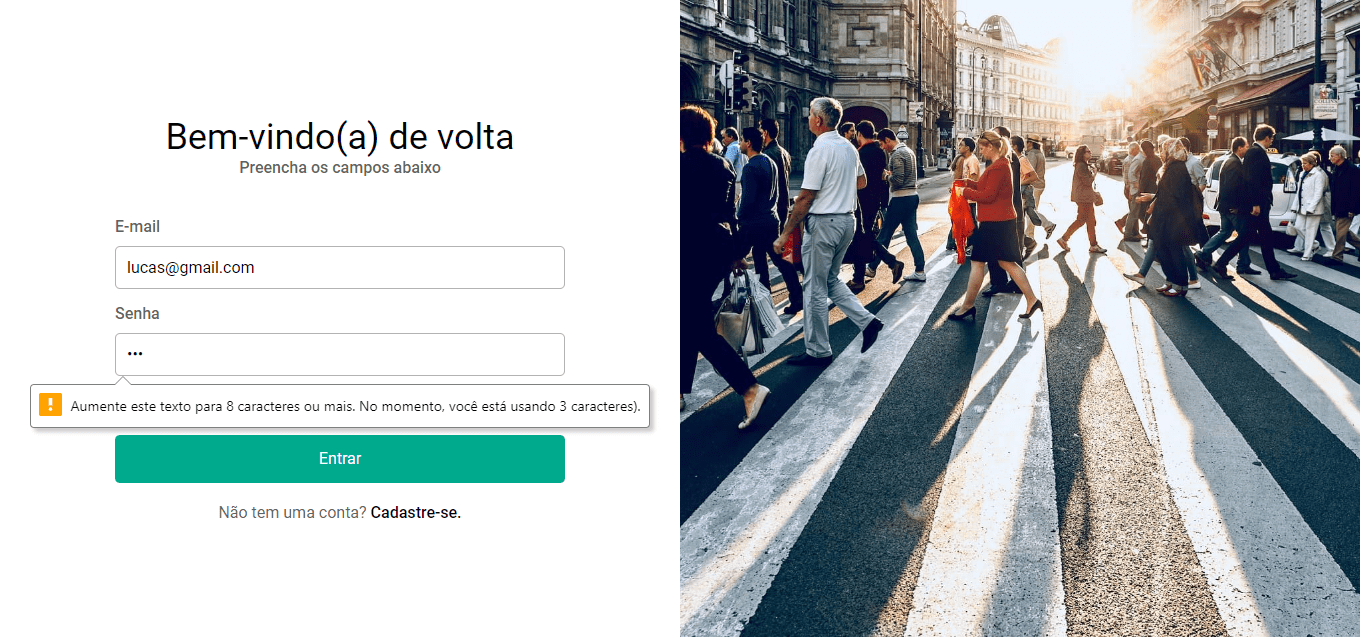 Bem-vindo(a) de volta
Preencha os campos abaixo
E-mail
lucas@gmail.com
Senha
•••
Aumente este texto para 8 caracteres ou mais. No momento, você está usando 3 caracteres).
Entrar
Não tem uma conta? Cadastre-se.